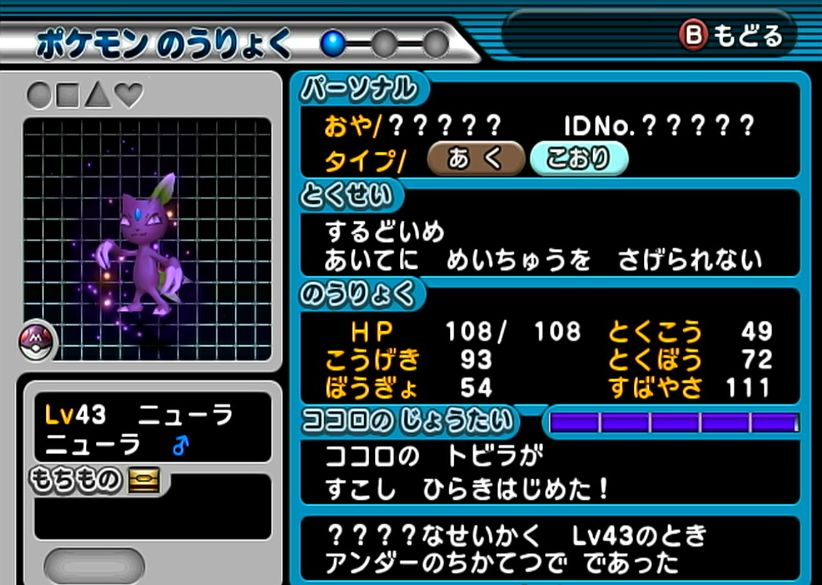 ポケモン のうりょく
B もどる
パーソナル
おや/？？？？？ IDNo.？？？？？
タイプ/ あく こおり
とくせい
するどいめ
あいてに めいちゅうを さげられない
のうりょく
HP 108/ 108 とくこう 49
こうげき 93 とくぼう 72
ぼうぎょ 54 すばやさ 111
M
Lv43 ニューラ
ニューラ ♂
もちもの
ココロの じょうたい
ココロの トビラが
すこし ひらきはじめた！
？？？？なせいかく Lv43のとき
アンダーのちかてつで であった